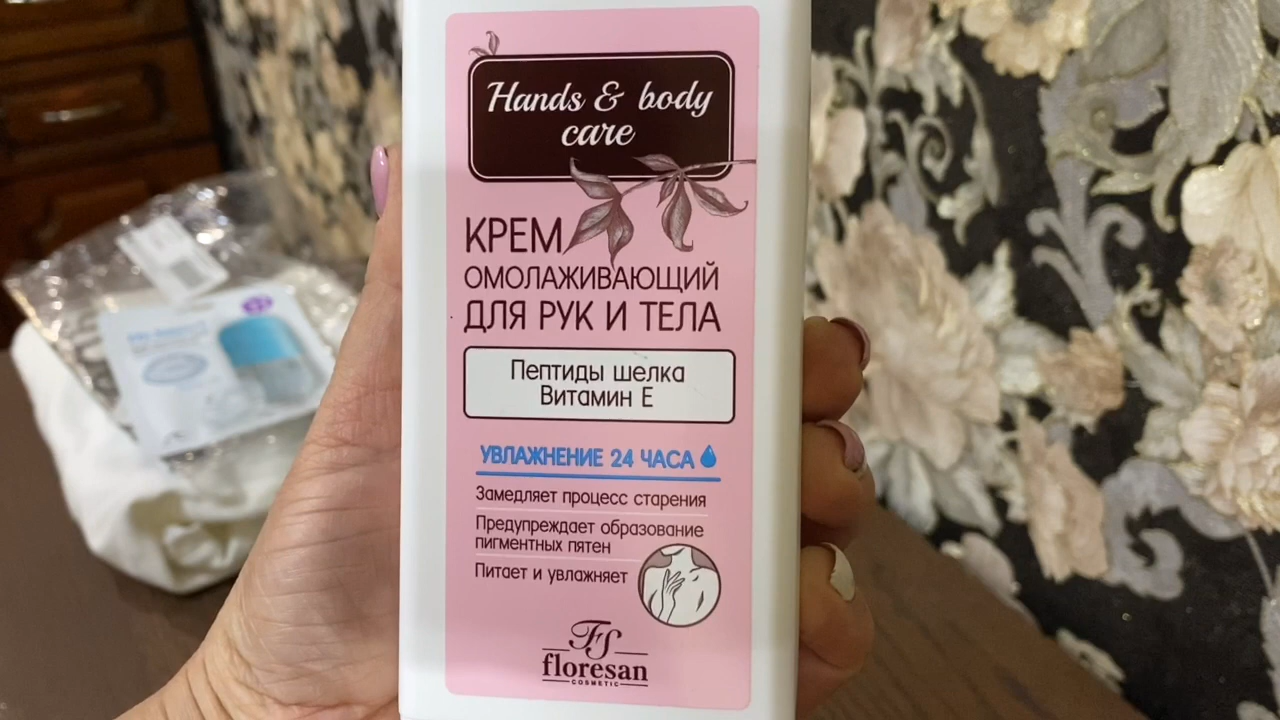 Hands & body
care
КРЕМ
ОМОЛАЖИВАЮЩИЙ
ДЛЯ РУК И ТЕЛА
Пептиды шелка
Витамин Е
УВЛАЖНЕНИЕ 24 ЧАСА
Замедляет процесс старения
Предупреждает образование
пигментных пятен
Питает и увлажняет
FS
floresan
COSMETIC